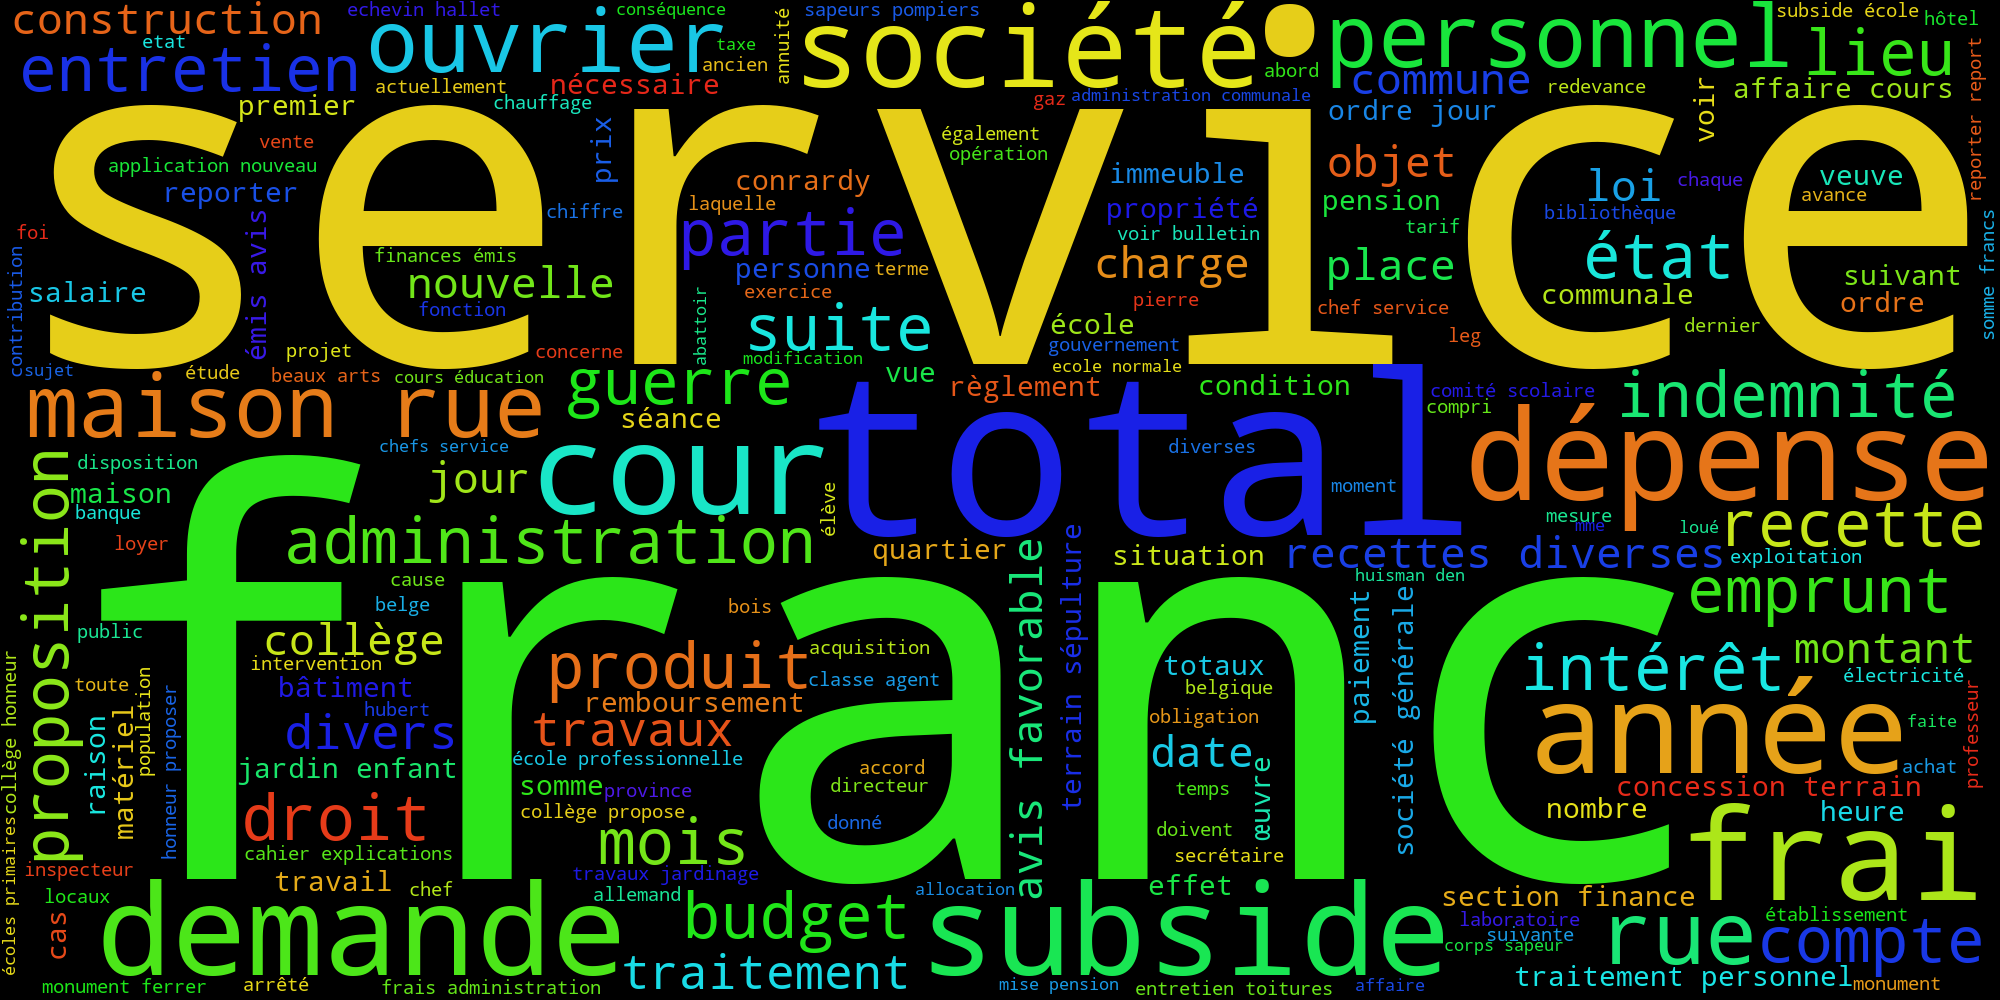 construction
echevin hallet
conséquence
sapeurs pompiers
subside école
hôtel
etat
entretien
ouvrier
taxe
ancien
annuité
société
abord
personnel
lieu
actuellement
nécessaire
chauffage
gaz
administration communale
commune
ordre jour
redevance
voir
affaire cours
reporter report
premier
service
vente
application nouveau
reporter
prix
également
opération
conrardy
laquelle
immeuble
propriété
voir bulletin
objet
pension
tarif
loi
chaque
bibliothèque
veuve
avance
foi
contribution
salaire
émis avis
chiffre
finances émis
nouvelle
fonction
partie
personne
terme
exercice
charge
pierre
place
état
communale
suivant
ordre
somme francs
chef service
leg
dernier
projet
concerne
abattoir
suite
modification
école
gouvernement
ecole normale
csujet
étude
beaux arts
cours éducation
guerre
vue
règlement
condition
comité scolaire
compri
indemnité
maison rue
séance
total
dépense
chefs service
diverses
disposition
maison
banque
loyer
proposition
jour
cour
élève
moment
mesure
mme
loué
recette
administration
quartier
avis favorable
terrain sépulture
situation
recettes diverses
exploitation
cause
belge
bois
huisman den
emprunt
public
franc
collège
intervention
bâtiment
hubert
divers
produit
remboursement
travaux
acquisition
classe agent
totaux
belgique
obligation
date
paiement
société générale
intérêt
montant
électricité
année
faite
professeur
achat
toute
population
matériel
raison
honneur proposer
écoles primairescollège honneur
jardin enfant
école professionnelle
somme
province
collège propose
accord
directeur
donné
temps
œuvre
doivent
secrétaire
concession terrain
nombre
heure
droit
cahier explications
mois
travaux jardinage
frai
inspecteur
locaux
travail
chef
allemand
allocation
effet
section finance
cas
demande
budget
subside
laboratoire
suivante
corps sapeur
rue
établissement
compte
monument ferrer
arrêté
frais administration
traitement
mise pension
entretien toitures
affaire
traitement personnel
monument